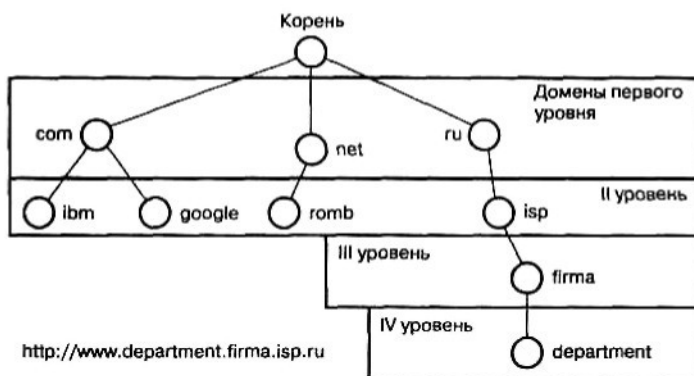 Корень
Домены первого
уровня
com
net
ru
II уровень
ibm
google
romb
isp
III уровень
firma
IV уровень
department
http://www.department.firma.isp.ru